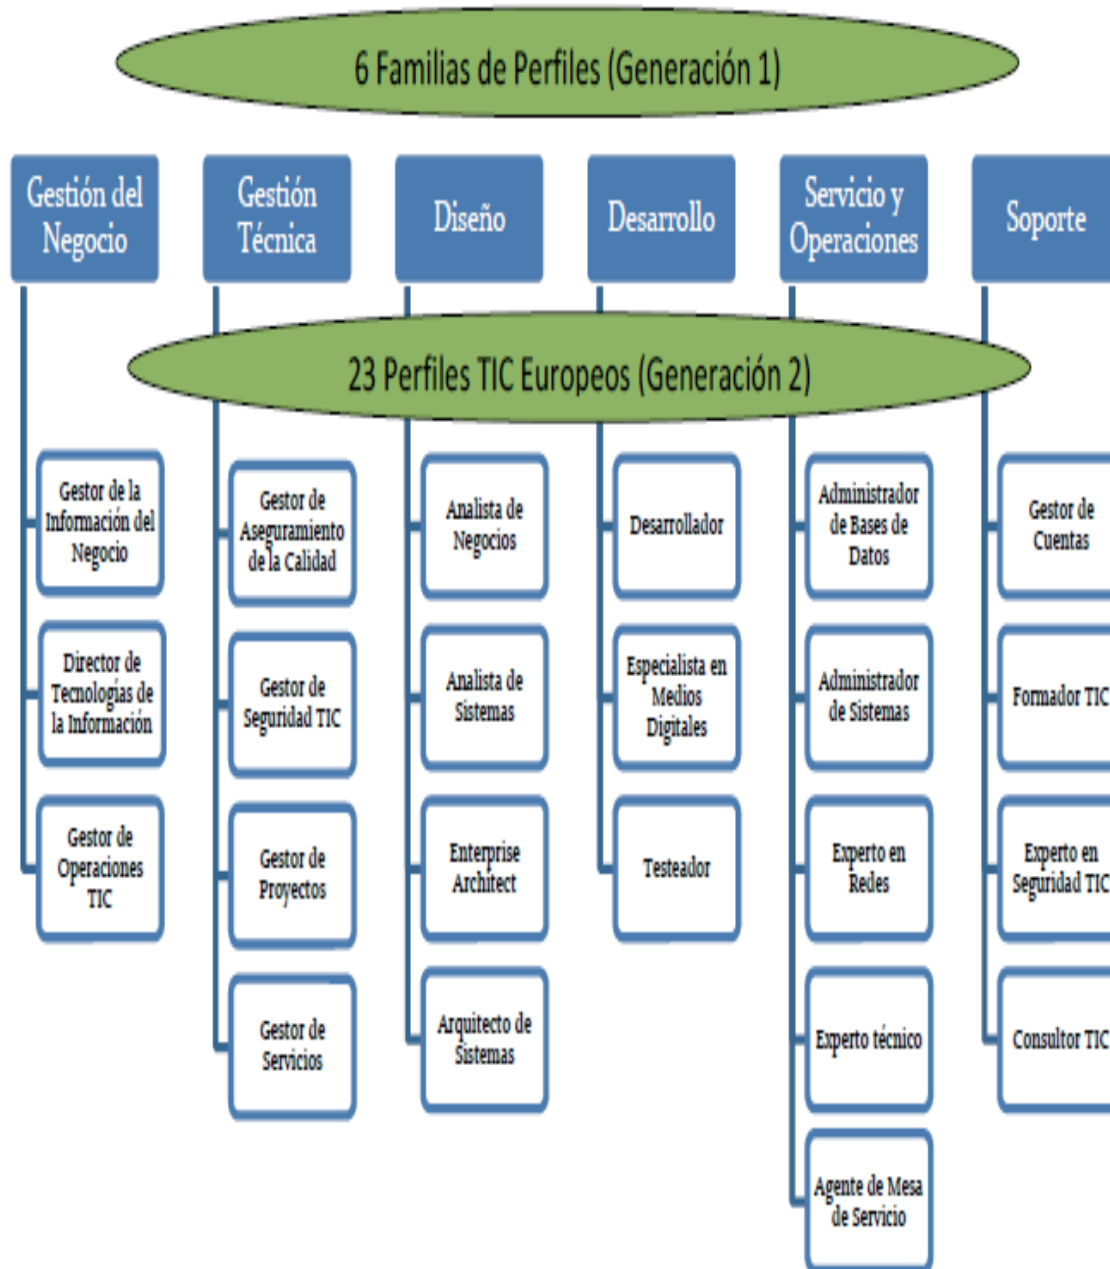 6 Familias de Perfiles (Generación 1)
Gestión del
Negocio
Gestión
Técnica
Diseño
Desarrollo
Servicio y
Operaciones
Soporte
23 Perfiles TIC Europeos (Generación 2)
Gestor de la
Información del
Negocio
Director de
Tecnologías de
la Información
Gestor de
Operaciones
TIC
Gestor de
Aseguramiento
de la Calidad
Gestor de
Seguridad TIC
Gestor de
Proyectos
Gestor de
Servicios
Analista de
Negocios
Analista de
Sistemas
Enterprise
Architect
Arquitecto de
Sistemas
Desarrollador
Especialista en
Medios
Digitales
Testeador
Administrador
de Bases de
Datos
Administrador
de Sistemas
Experto en
Redes
Experto técnico
Agente de Mesa
de Servicio
Gestor de
Cuentas
Formador TIC
Experto en
Seguridad TIC
Consultor TIC